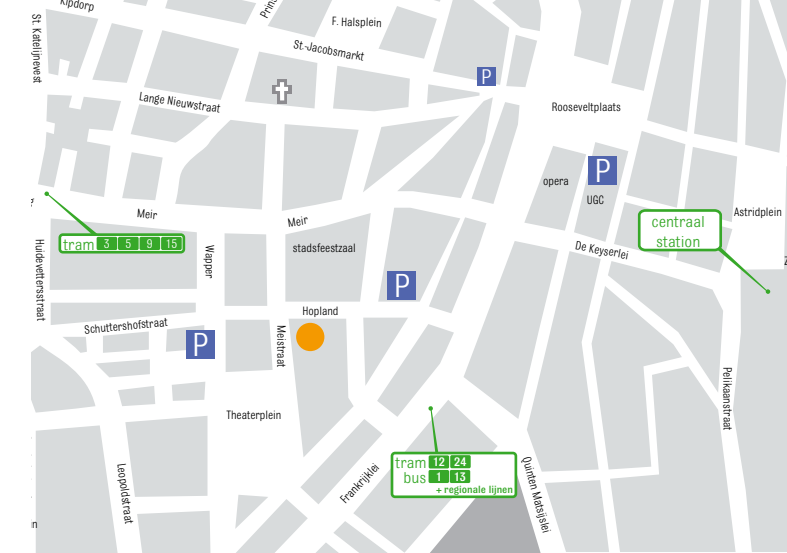 Kipdorp
St. Katelijnevest
F. Halsplein
St.-Jacobsmarkt
P
Lange Nieuwstraat
Rooseveltplaats
P
opera
UGC
centraal
station
Astridplein
Meir
Meir
tram 3 5 9 15
Huidevettersstraat
Wapper
stadsfeestzaal
De Keyserlei
P
Hopland
Schuttershofstraat
P
Meistraat
Pelikaanstraat
Theaterplein
Leopoldstraat
Frankrijklei
tram 12 24
bus 1 13
+ regionale lijnen
Quinten Matsijslei